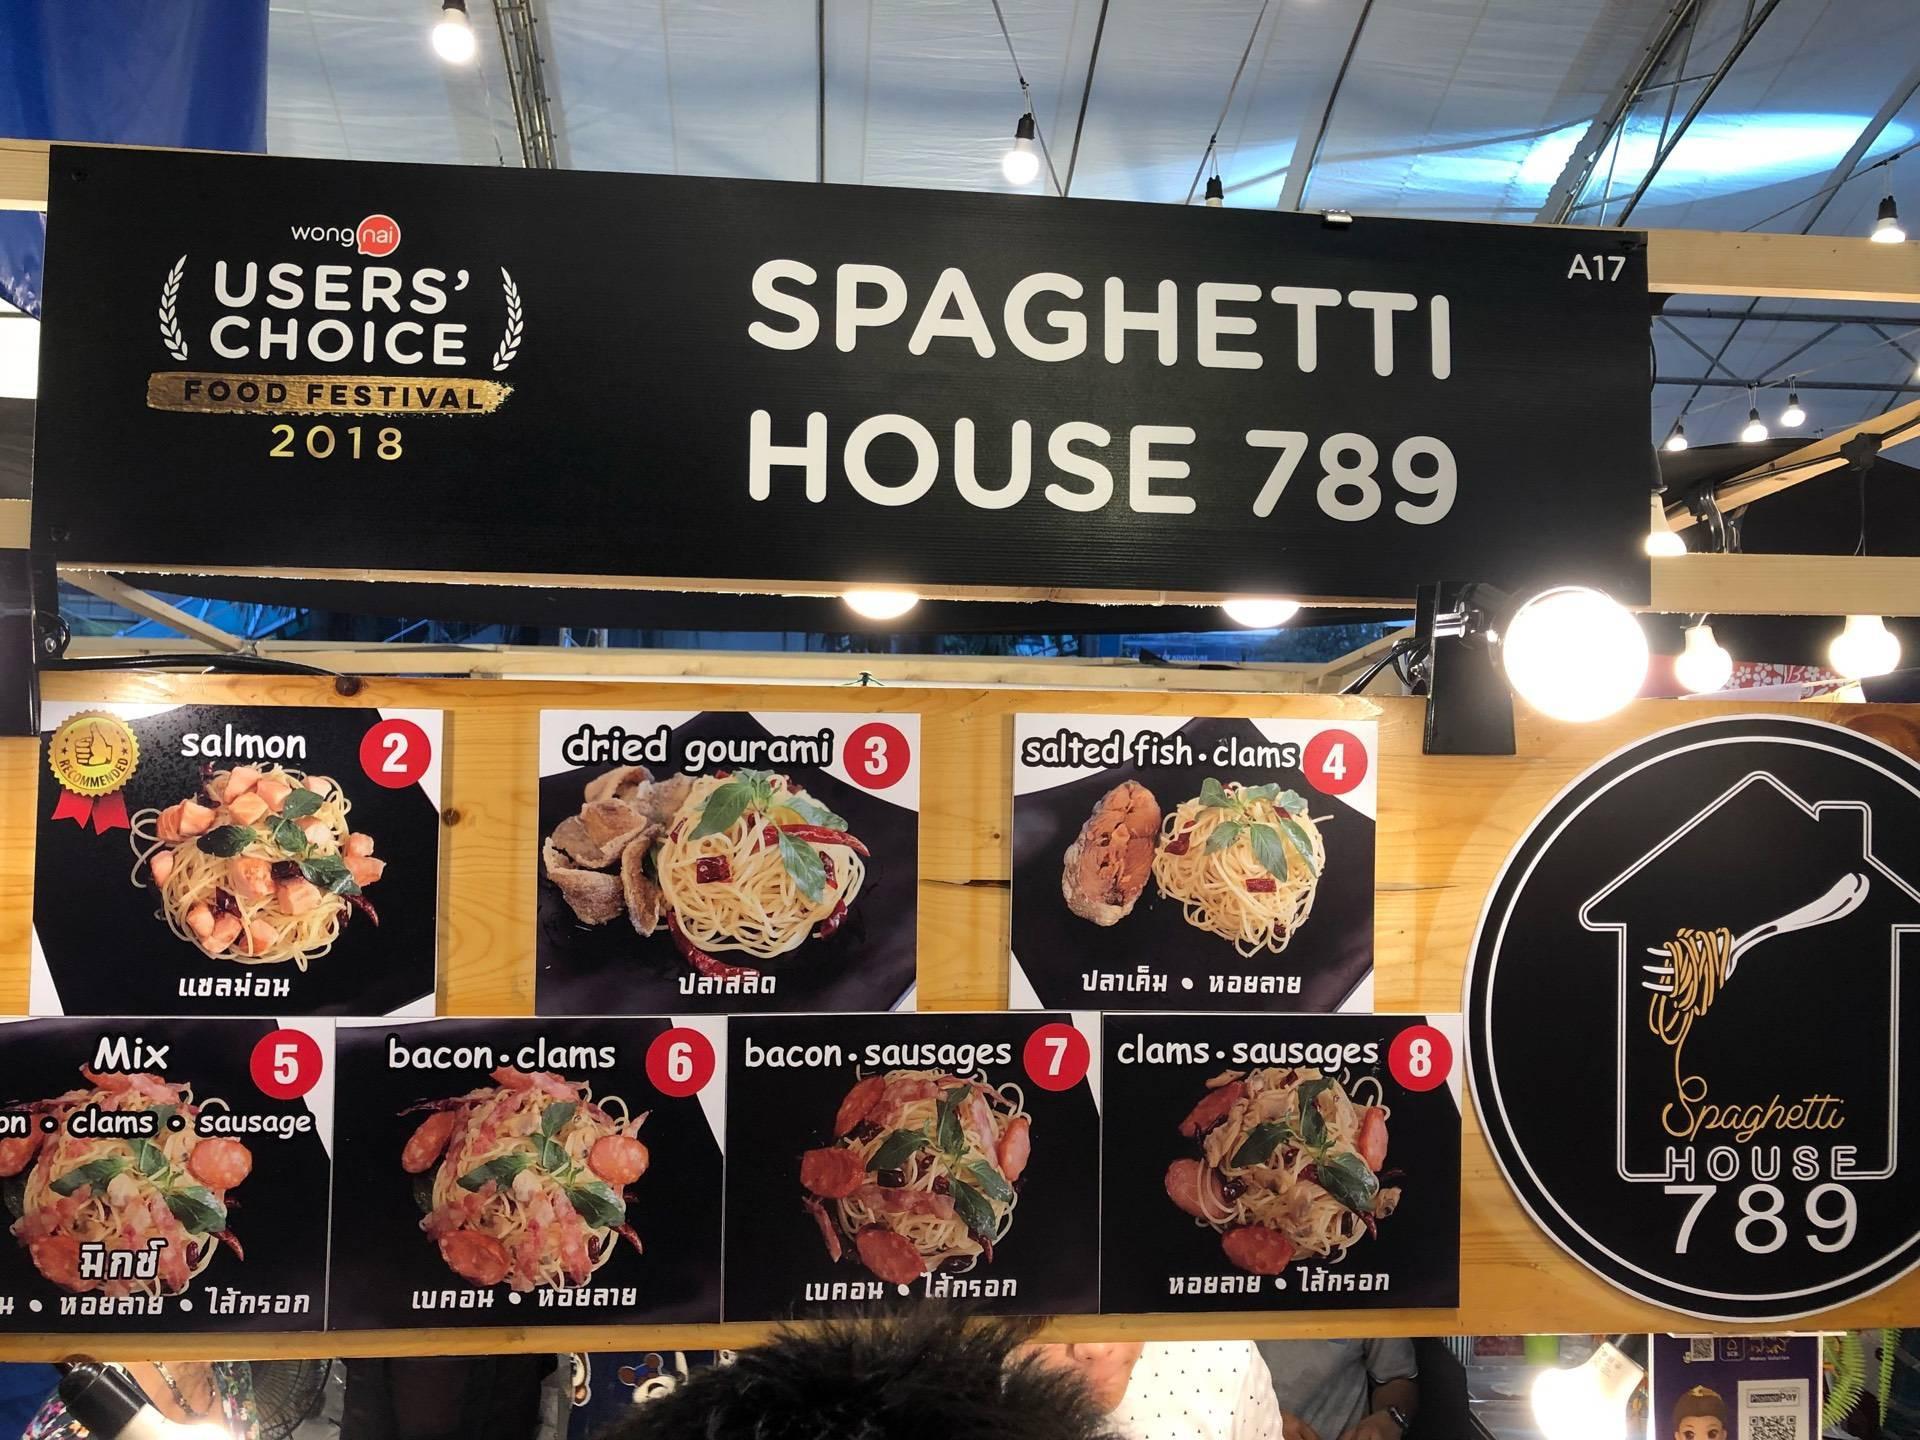 wongnai
USERS'
CHOICE
FOOD FESTIVAL
2018
SPAGHETTI
HOUSE 789
A17
RECOMMENDED
salmon
2
แซลม่อน
dried gourami
3
ปลาสลิด
salted fish • clams
4
ปลาเค็ม • หอยลาย
Mix
5
on • clams • sausage
มิกซ์
น • หอยลาย • ไส้กรอก
bacon • clams
6
เบคอน • หอยลาย
bacon • sausages
7
เบคอน • ไส้กรอก
clams • sausages
8
หอยลาย • ไส้กรอก
Spaghetti
HOUSE
789
SCB